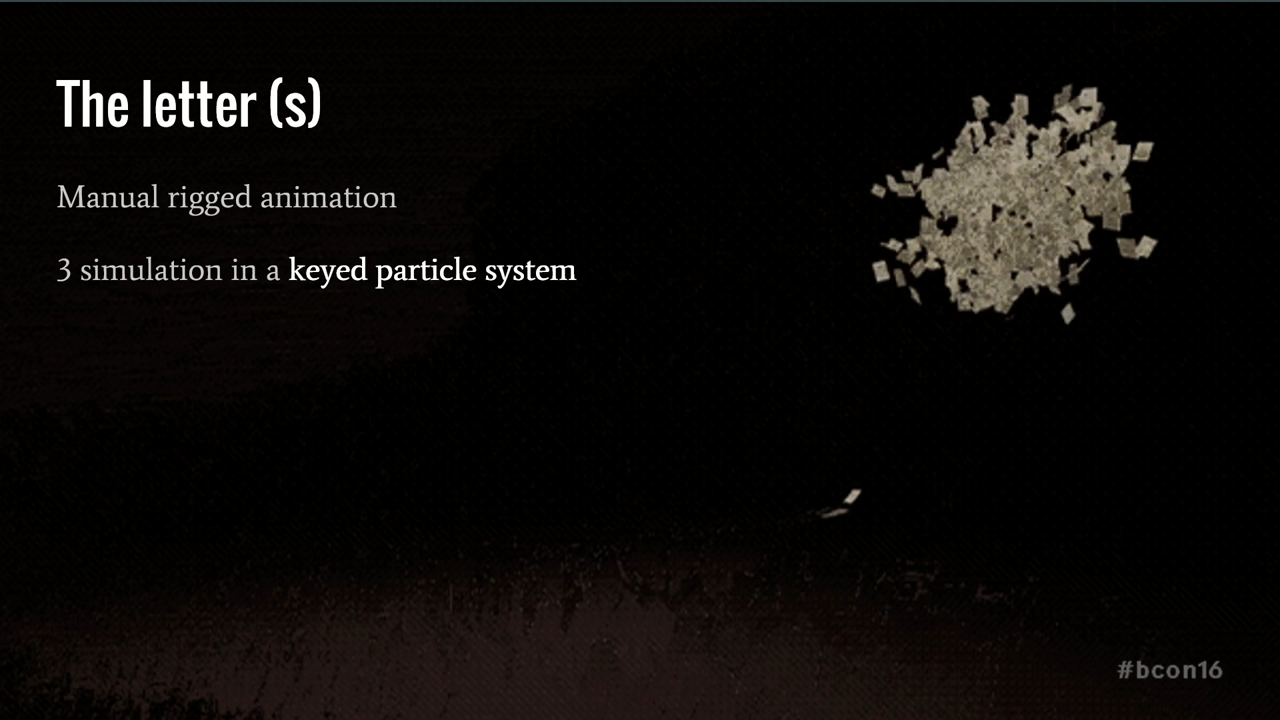 The letter (s)
Manual rigged animation
3 simulation in a keyed particle system
#bcon16